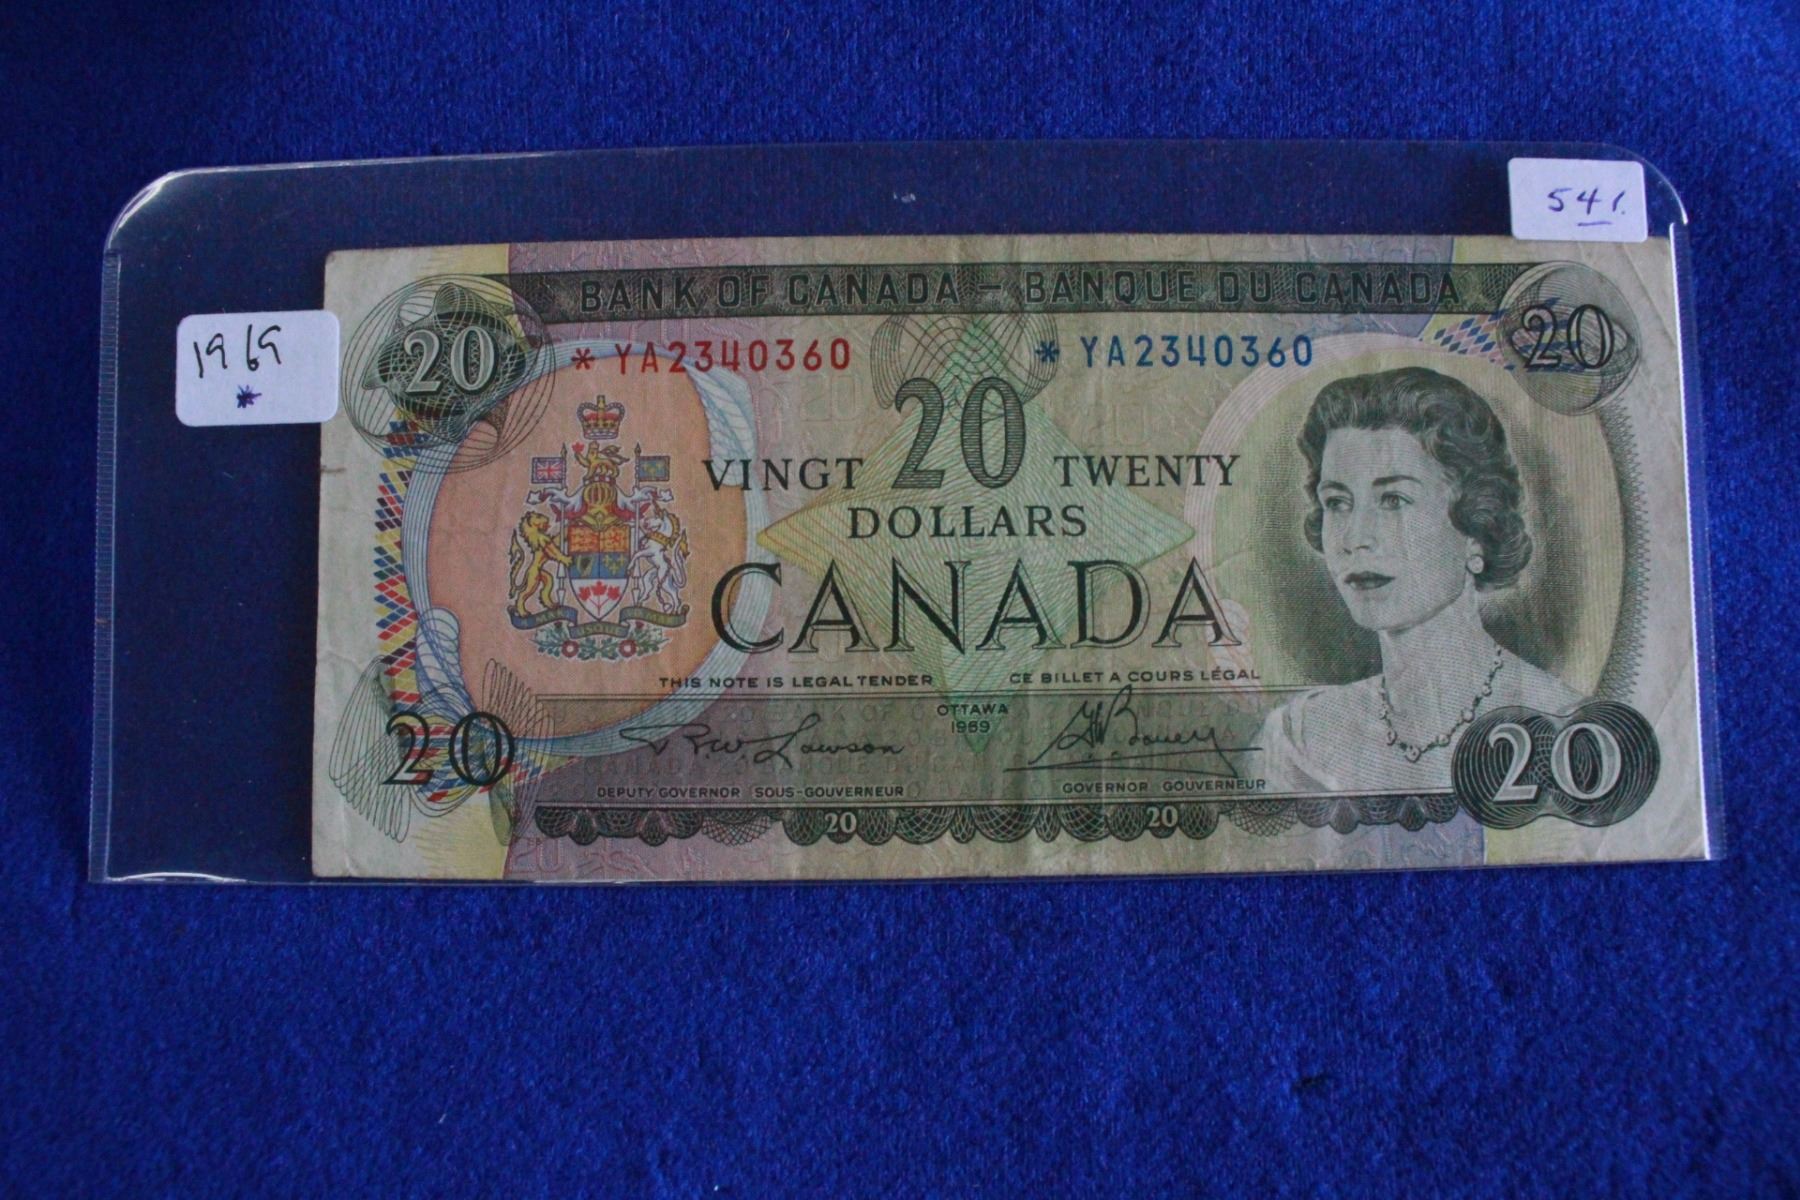 541.
1969
*
BANK OF CANADA — BANQUE DU CANADA
20 20
*YA2340360 *YA2340360
20
VINGT TWENTY
DOLLARS
CANADA
THIS NOTE IS LEGAL TENDER CE BILLET A COURS LÉGAL
OTTAWA
1969
R.W. Lawson G K Bouey
20 20
DEPUTY GOVERNOR SOUS-GOUVERNEUR GOVERNOR GOUVERNEUR
20 20